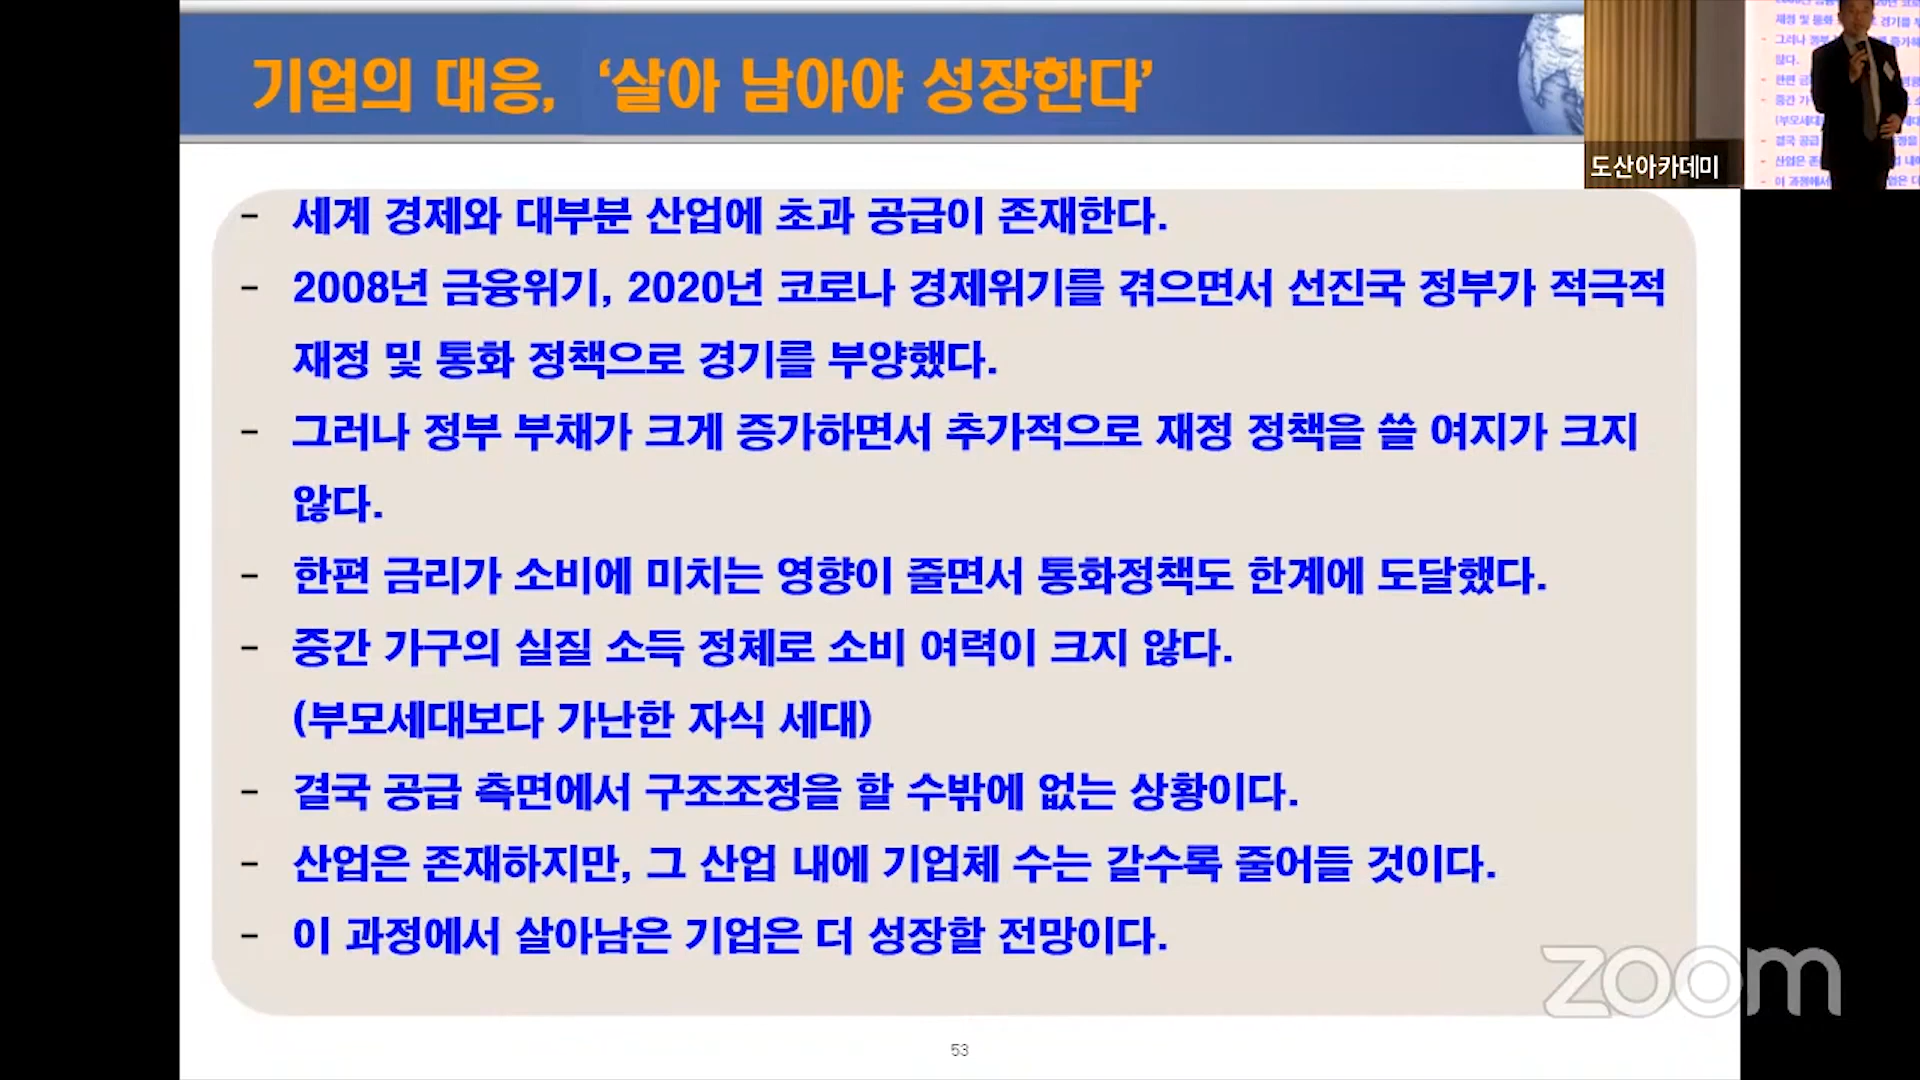 기업의 대응, ‘살아 남아야 성장한다’
도산아카데미
- 세계 경제와 대부분 산업에 초과 공급이 존재한다.
- 2008년 금융위기, 2020년 코로나 경제위기를 겪으면서 선진국 정부가 적극적
재정 및 통화 정책으로 경기를 부양했다.
- 그러나 정부 부채가 크게 증가하면서 추가적으로 재정 정책을 쓸 여지가 크지
않다.
- 한편 금리가 소비에 미치는 영향이 줄면서 통화정책도 한계에 도달했다.
- 중간 가구의 실질 소득 정체로 소비 여력이 크지 않다.
(부모세대보다 가난한 자식 세대)
- 결국 공급 측면에서 구조조정을 할 수밖에 없는 상황이다.
- 산업은 존재하지만, 그 산업 내에 기업체 수는 갈수록 줄어들 것이다.
- 이 과정에서 살아남은 기업은 더 성장할 전망이다.
zoom
53